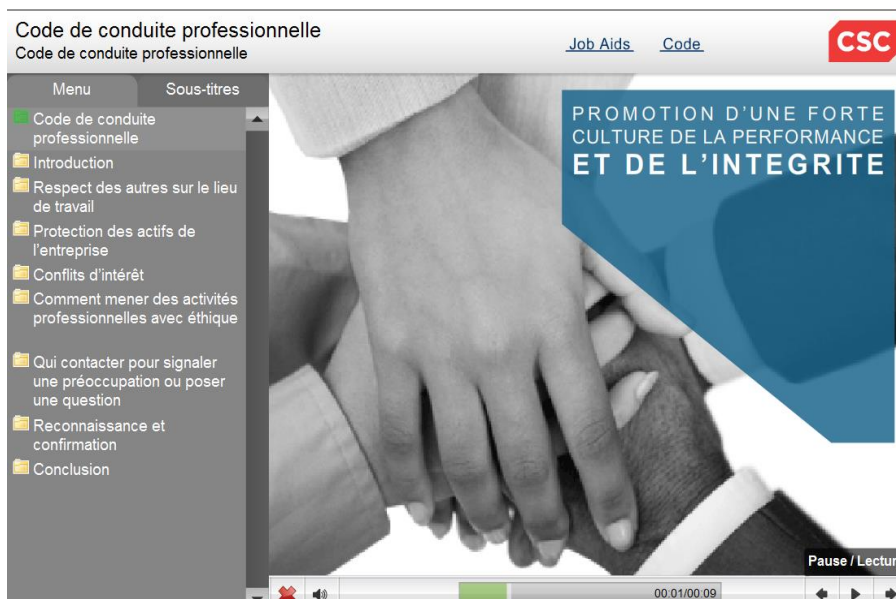 Code de conduite professionnelle
Code de conduite professionnelle
Job Aids
Code
CSC
Menu
Sous-titres
Code de conduite
professionnelle
Introduction
Respect des autres sur le lieu
de travail
Protection des actifs de
l'entreprise
Conflits d'intérêt
Comment mener des activités
professionnelles avec éthique
Qui contacter pour signaler
une préoccupation ou poser
une question
Reconnaissance et
confirmation
Conclusion
PROMOTION D'UNE FORTE
CULTURE DE LA PERFORMANCE
ET DE L'INTEGRITE
Pause / Lectur
00:01/00:09